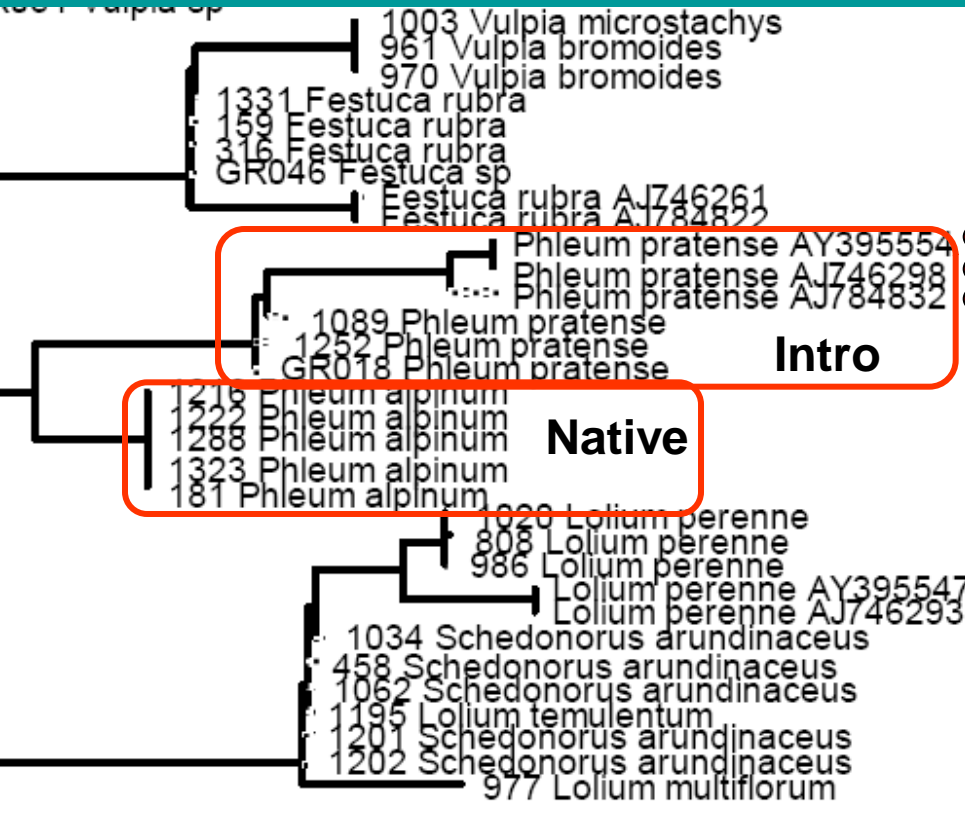 Vulpia sp
1003 Vulpia microstachys
961 Vulpia bromoides
970 Vulpia bromoides
1331 Festuca rubra
159 Festuca rubra
316 Festuca rubra
GR046 Festuca sp
Festuca rubra AJ746261
Festuca rubra AJ784822
Phleum pratense AY395554
Phleum pratense AJ746298
Phleum pratense AJ784832
1089 Phleum pratense
1252 Phleum pratense
Intro
GR018 Phleum pratense
1216 Phleum alpinum
1222 Phleum alpinum
1288 Phleum alpinum
Native
1323 Phleum alpinum
181 Phleum alpinum
1028 Lolium perenne
808 Lolium perenne
986 Lolium perenne
Lolium perenne AY395547
Lolium perenne AJ746293
1034 Schedonorus arundinaceus
458 Schedonorus arundinaceus
1062 Schedonorus arundinaceus
1195 Lolium temulentum
1201 Schedonorus arundinaceus
1202 Schedonorus arundinaceus
977 Lolium multiflorum